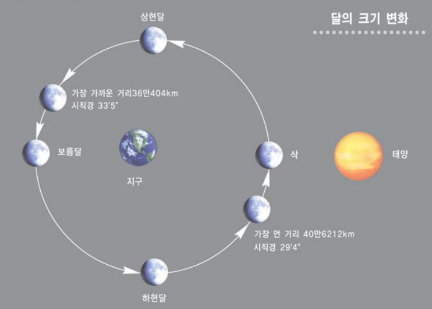 달의 크기 변화
상현달
가장 가까운 거리36만404km
시직경 33'5"
보름달
지구
삭
태양
가장 먼 거리 40만6212km
시직경 29'4"
하현달